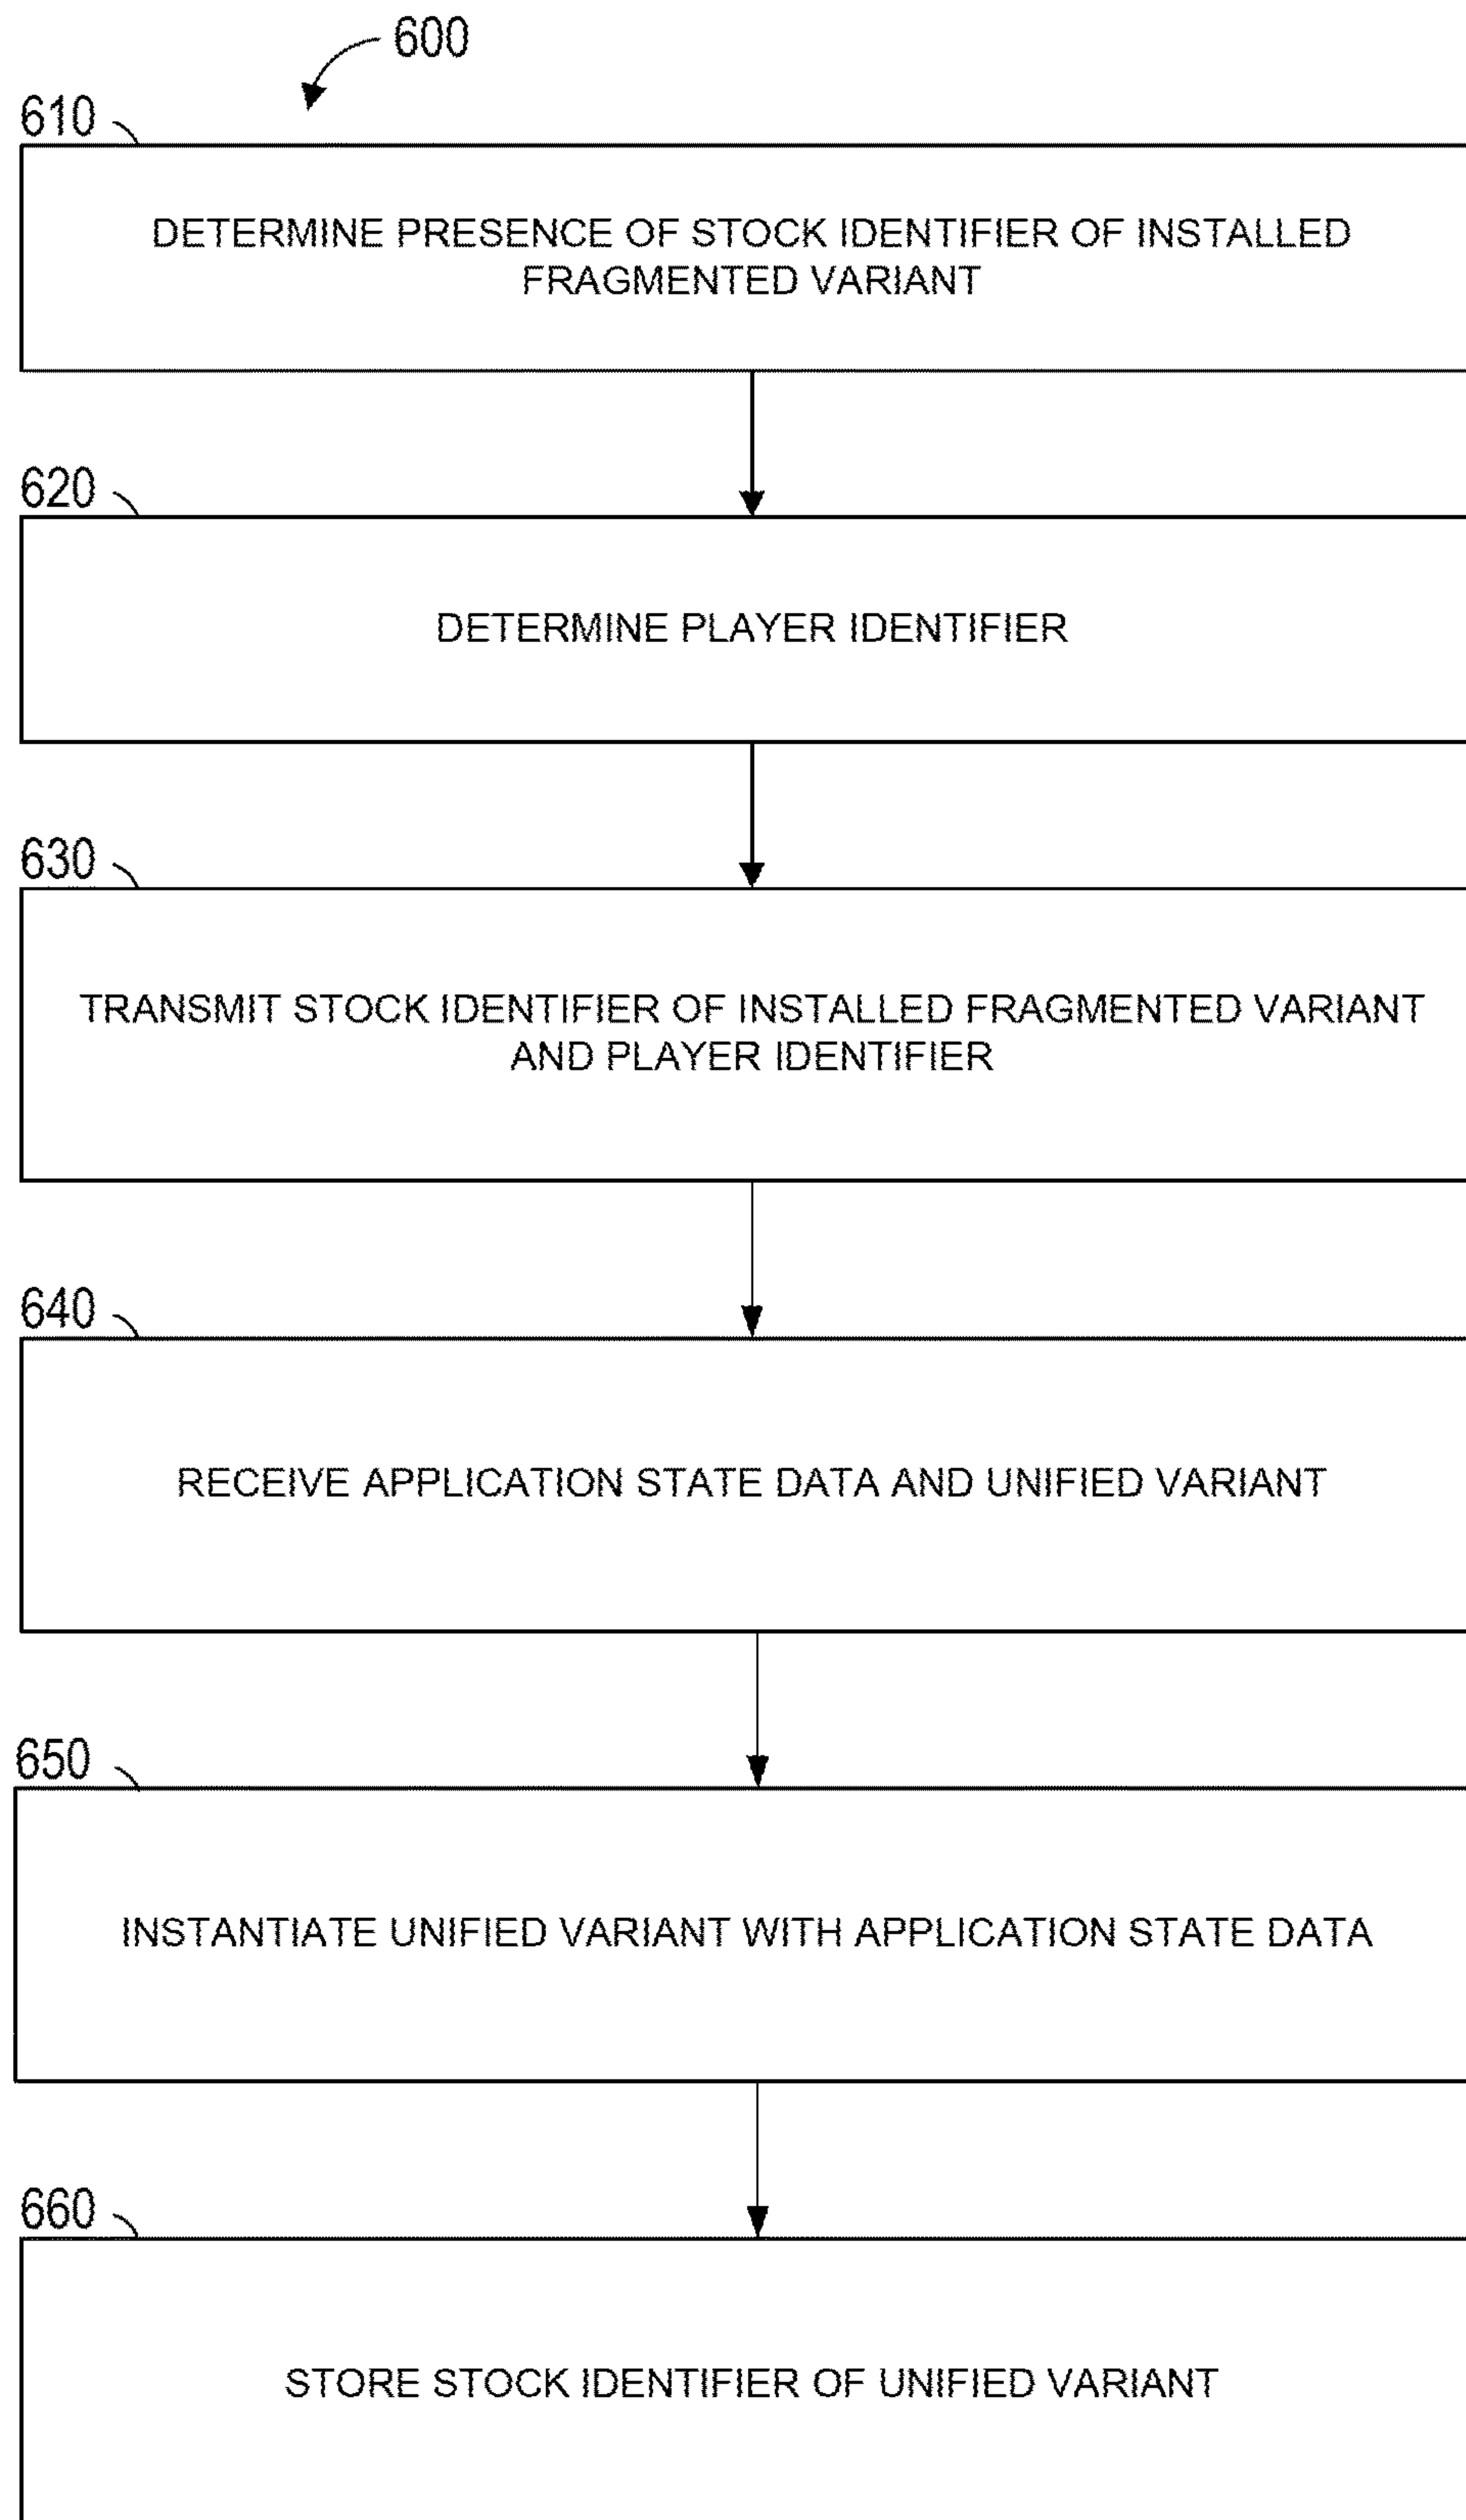 600
610
DETERMINE PRESENCE OF STOCK IDENTIFIER OF INSTALLED
FRAGMENTED VARIANT
620
DETERMINE PLAYER IDENTIFIER
630
TRANSMIT STOCK IDENTIFIER OF INSTALLED FRAGMENTED VARIANT
AND PLAYER IDENTIFIER
640
RECEIVE APPLICATION STATE DATA AND UNIFIED VARIANT
650
INSTANTIATE UNIFIED VARIANT WITH APPLICATION STATE DATA
660
STORE STOCK IDENTIFIER OF UNIFIED VARIANT